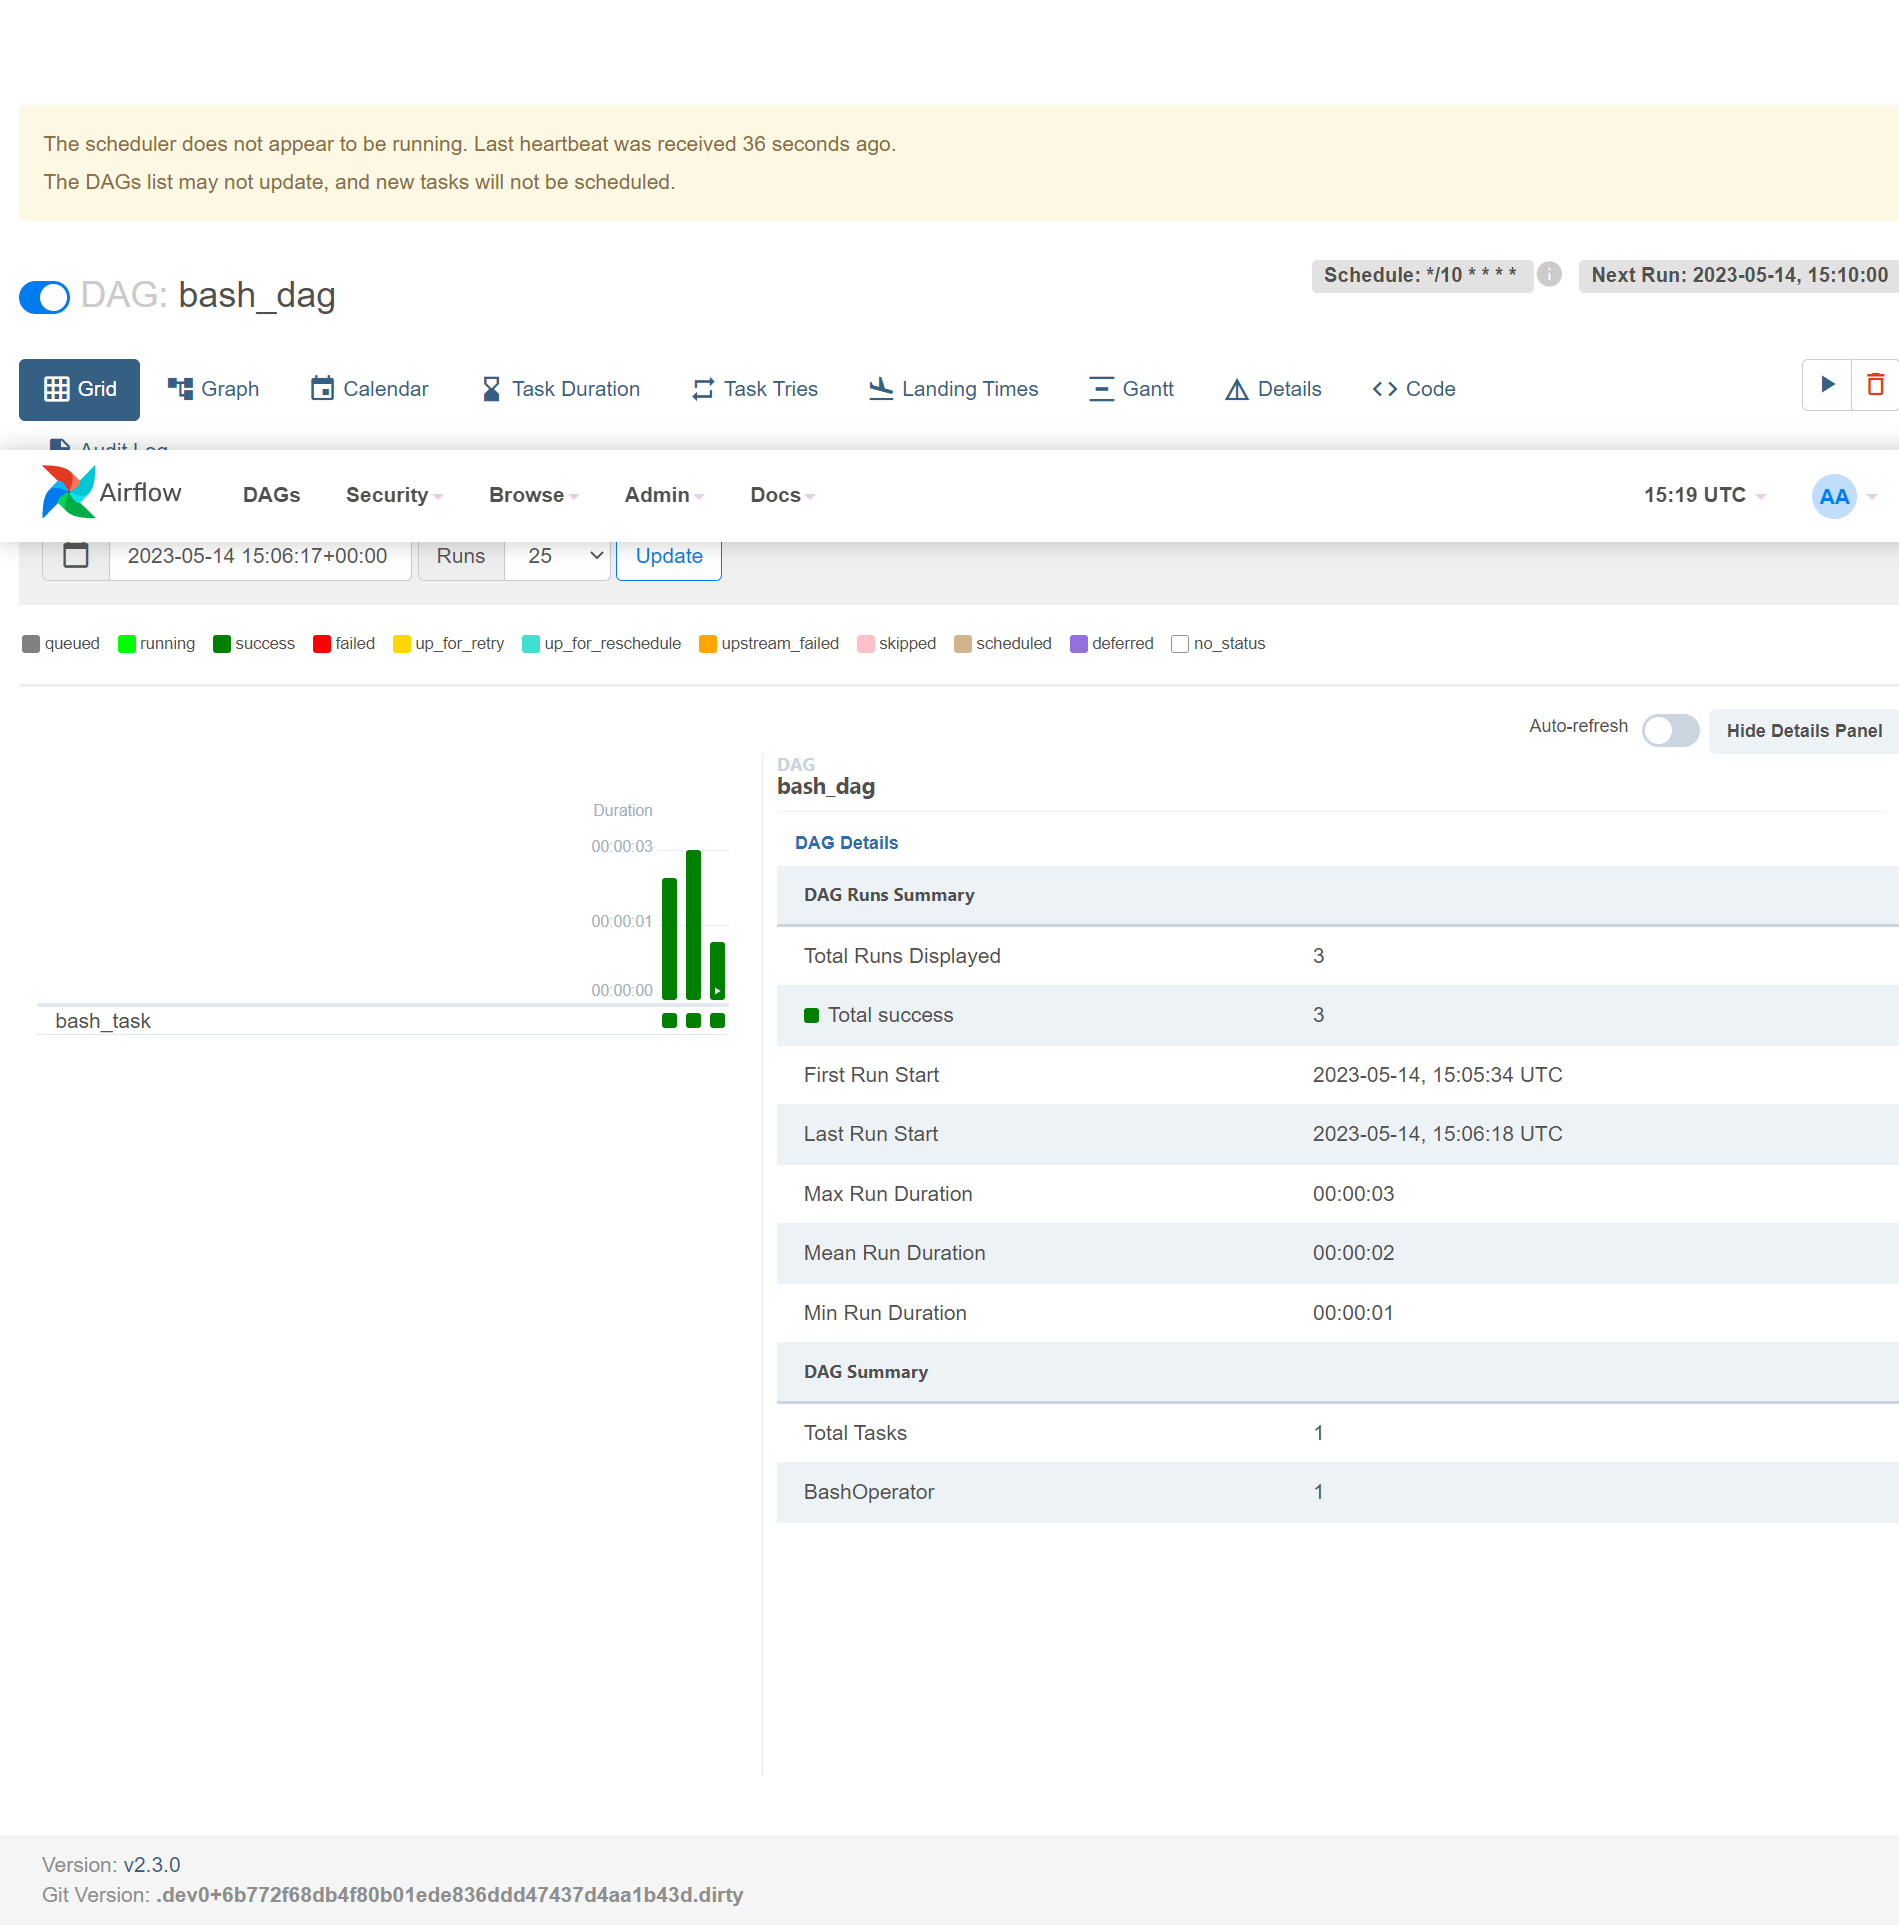 The scheduler does not appear to be running. Last heartbeat was received 36 seconds ago.
The DAGs list may not update, and new tasks will not be scheduled.
DAG: bash_dag
Schedule: */10 * * * *
Next Run: 2023-05-14, 15:10:00
Grid Graph Calendar Task Duration Task Tries Landing Times Gantt Details Code
Audit Log
Airflow DAGs Security Browse Admin Docs 15:19 UTC AA
2023-05-14 15:06:17+00:00 Runs 25 Update
queued running success failed up_for_retry up_for_reschedule upstream_failed skipped scheduled deferred no_status
Auto-refresh Hide Details Panel
Duration
00:00:03
00:00:01
00:00:00
bash_task
DAG
bash_dag
DAG Details
DAG Runs Summary
Total Runs Displayed 3
Total success 3
First Run Start 2023-05-14, 15:05:34 UTC
Last Run Start 2023-05-14, 15:06:18 UTC
Max Run Duration 00:00:03
Mean Run Duration 00:00:02
Min Run Duration 00:00:01
DAG Summary
Total Tasks 1
BashOperator 1
Version: v2.3.0
Git Version: .dev0+6b772f68db4f80b01ede836ddd47437d4aa1b43d.dirty